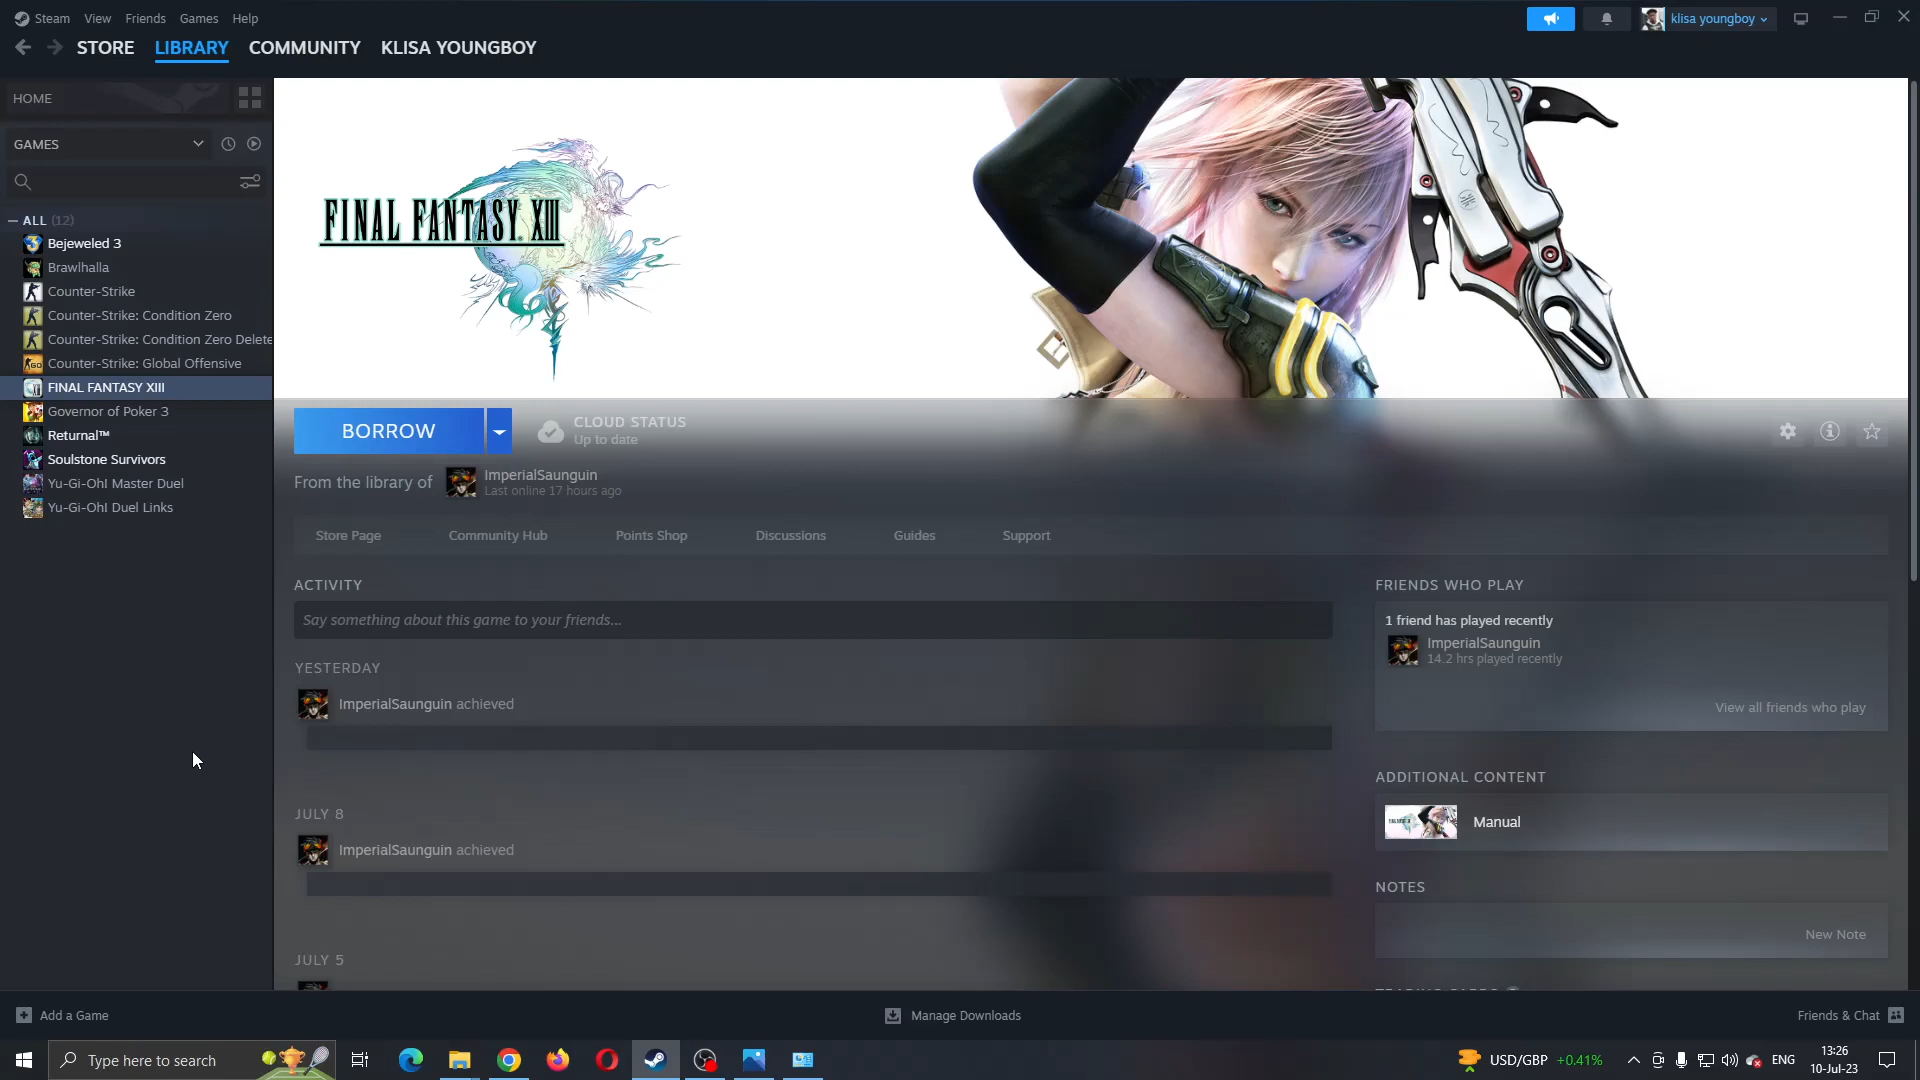 Steam View Friends Games Help
klisa youngboy
STORE LIBRARY COMMUNITY KLISA YOUNGBOY
HOME
GAMES
ALL (12)
Bejeweled 3
Brawlhalla
Counter-Strike
Counter-Strike: Condition Zero
Counter-Strike: Condition Zero Delete
Counter-Strike: Global Offensive
FINAL FANTASY XIII
Governor of Poker 3
Returnal™
Soulstone Survivors
Yu-Gi-Oh! Master Duel
Yu-Gi-Oh! Duel Links
FINAL FANTASY XIII
BORROW
CLOUD STATUS
Up to date
From the library of
ImperialSaunguin
Last online 17 hours ago
Store Page Community Hub Points Shop Discussions Guides Support
ACTIVITY
Say something about this game to your friends...
YESTERDAY
ImperialSaunguin achieved
JULY 8
ImperialSaunguin achieved
JULY 5
FRIENDS WHO PLAY
1 friend has played recently
ImperialSaunguin
14.2 hrs played recently
View all friends who play
ADDITIONAL CONTENT
Manual
NOTES
New Note
Add a Game
Manage Downloads
Friends & Chat
Type here to search
USD/GBP +0.41%
ENG
13:26
10-Jul-23